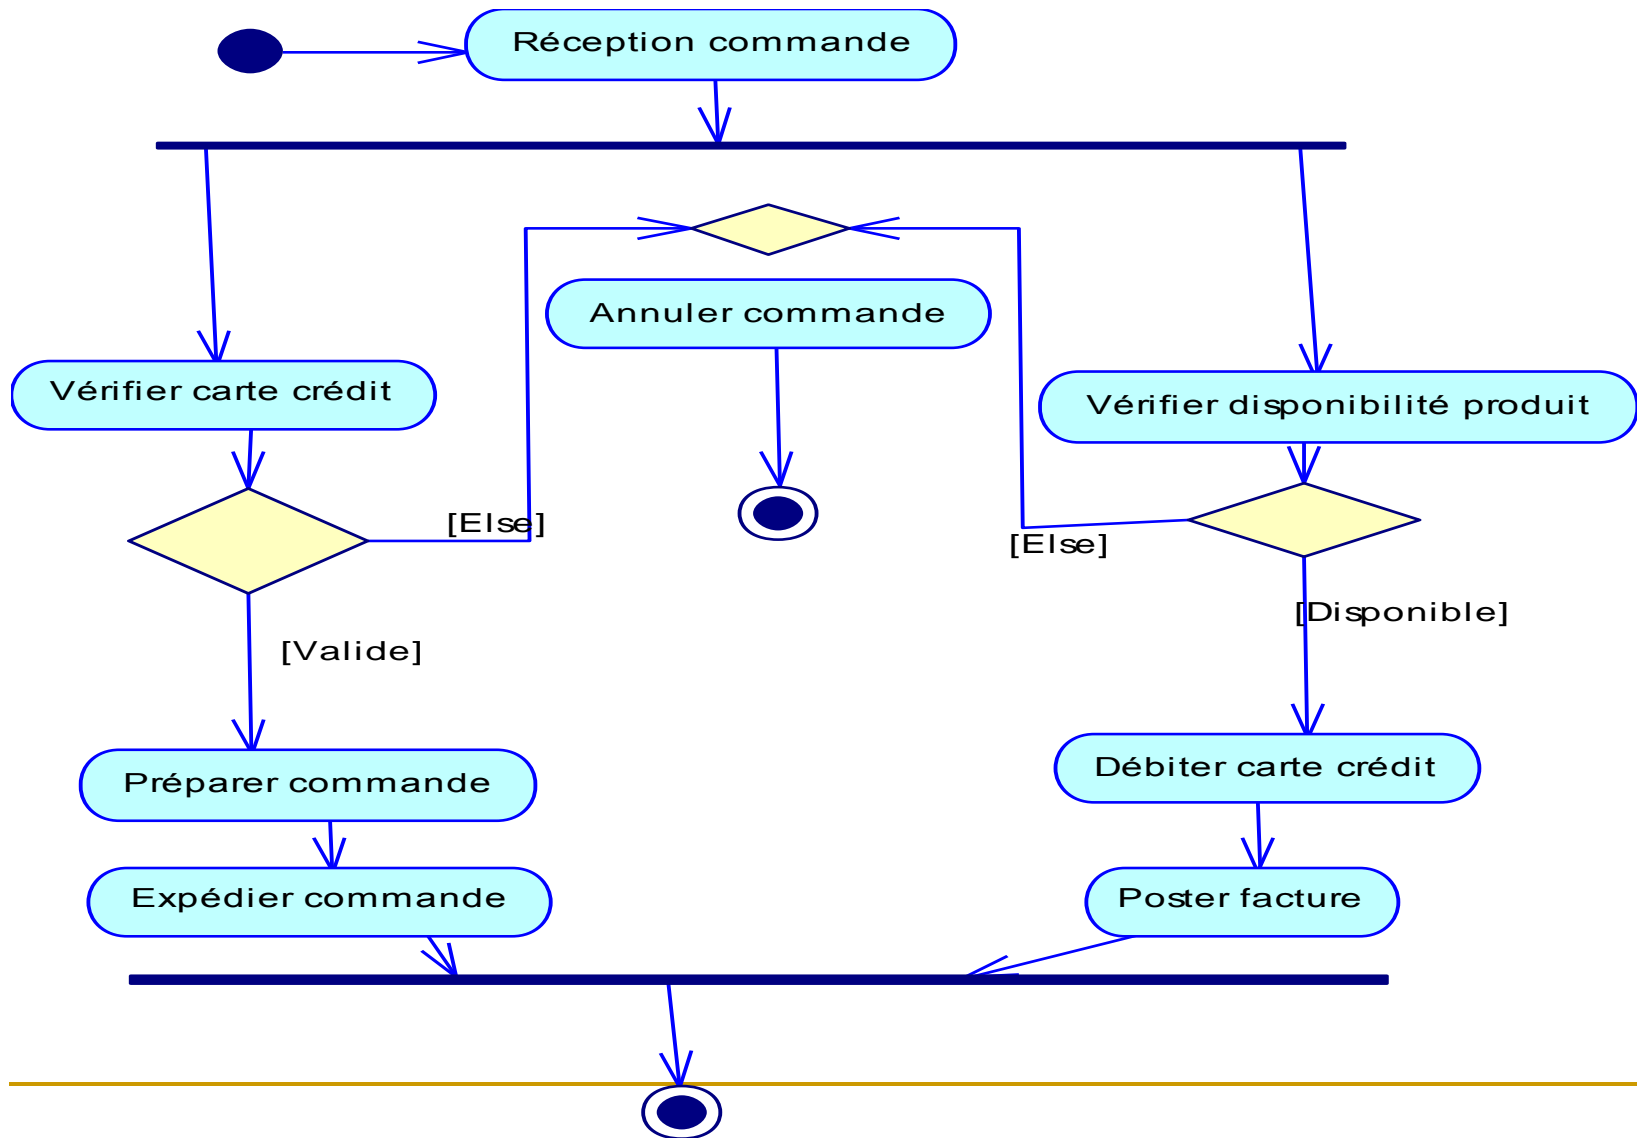 Réception commande
Annuler commande
Vérifier carte crédit
Vérifier disponibilité produit
[Else]
[Else]
[Disponible]
[Valide]
Débiter carte crédit
Préparer commande
Expédier commande
Poster facture